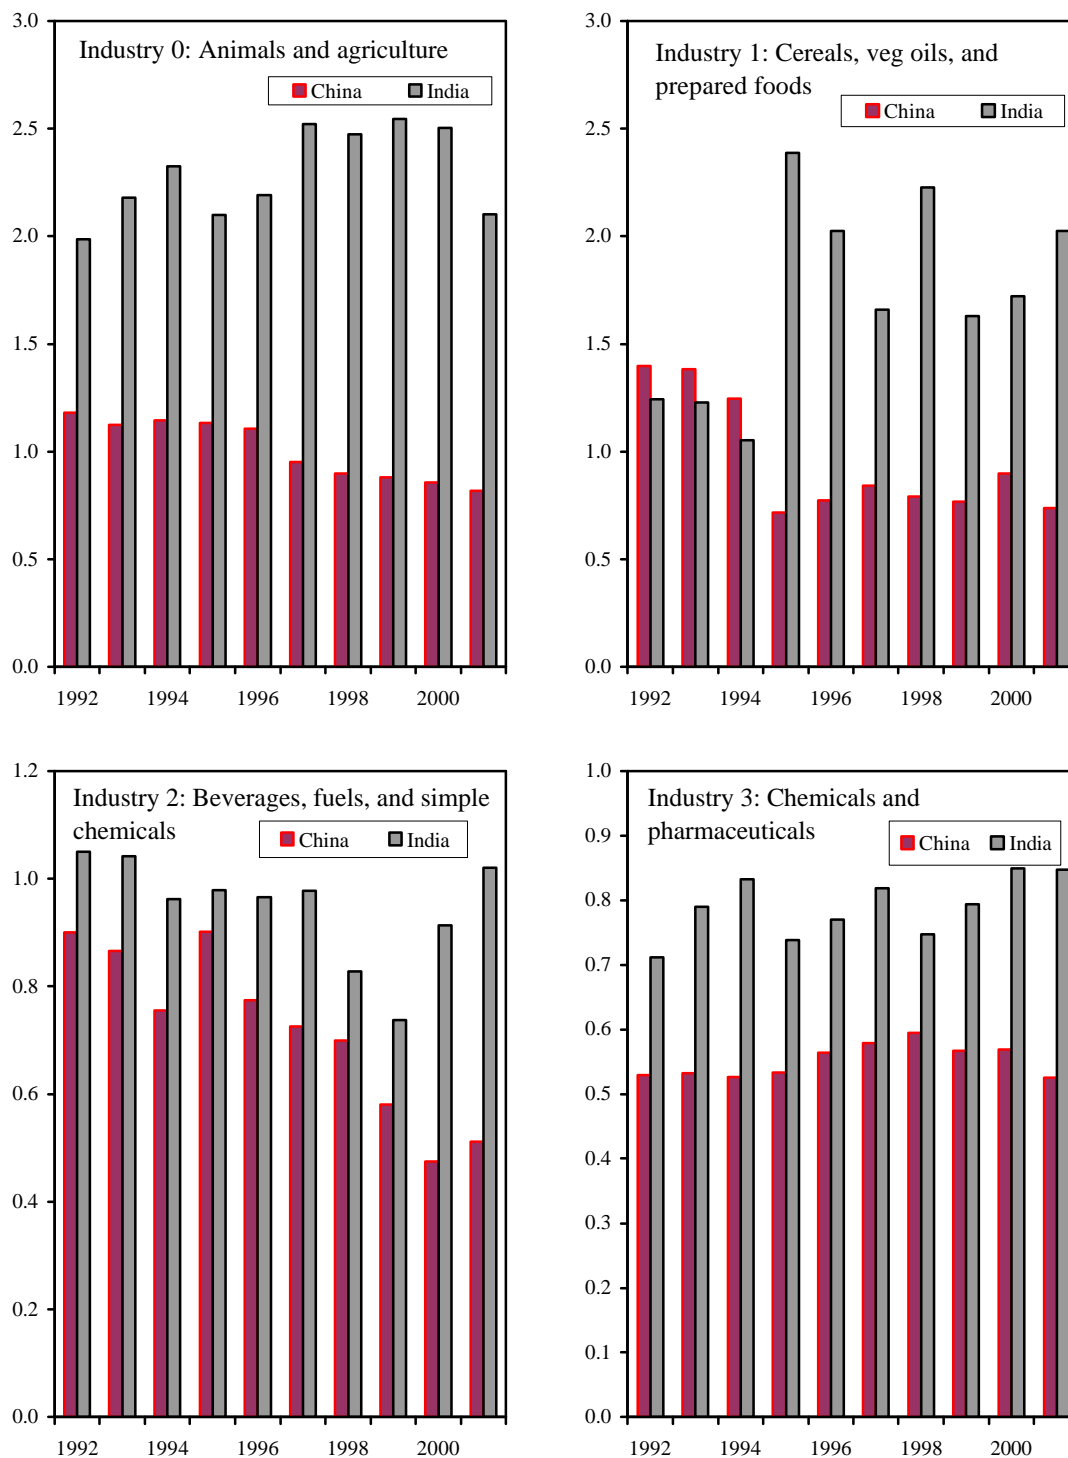 Industry 0: Animals and agriculture
China India
3.0
2.5
2.0
1.5
1.0
0.5
0.0
1992 1994 1996 1998 2000
Industry 1: Cereals, veg oils, and
prepared foods
China India
3.0
2.5
2.0
1.5
1.0
0.5
0.0
1992 1994 1996 1998 2000
Industry 2: Beverages, fuels, and simple
chemicals
China India
1.2
1.0
0.8
0.6
0.4
0.2
0.0
1992 1994 1996 1998 2000
Industry 3: Chemicals and
pharmaceuticals
China India
1.0
0.9
0.8
0.7
0.6
0.5
0.4
0.3
0.2
0.1
0.0
1992 1994 1996 1998 2000